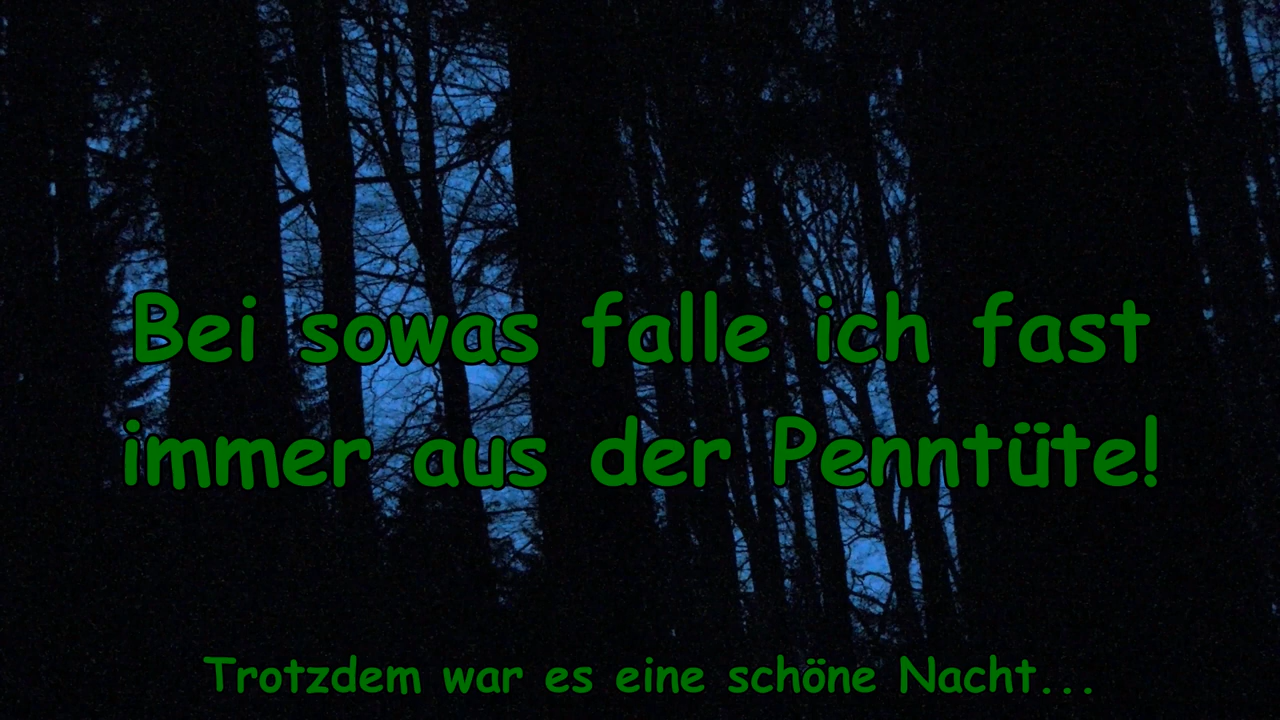 Bei sowas falle ich fast
immer aus der Penntüte!
Trotzdem war es eine schöne Nacht...